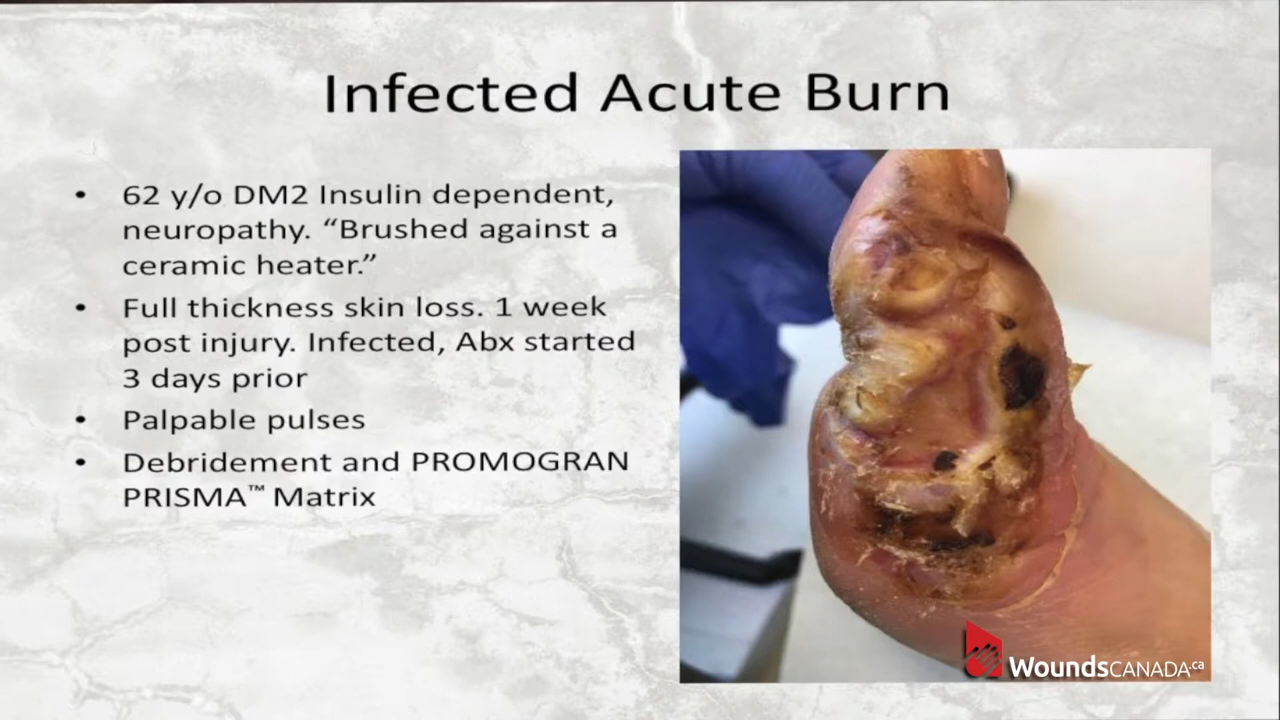 Infected Acute Burn
• 62 y/o DM2 Insulin dependent,
neuropathy. “Brushed against a
ceramic heater.”
• Full thickness skin loss. 1 week
post injury. Infected, Abx started
3 days prior
• Palpable pulses
• Debridement and PROMOGRAN
PRISMA™ Matrix
WoundsCANADA.ca